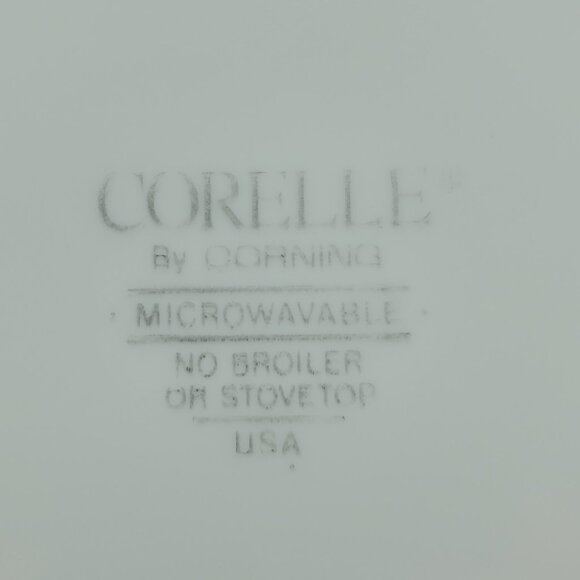 CORELLE®
By CORNING
· MICROWAVABLE ·
NO BROILER
OR STOVETOP
USA